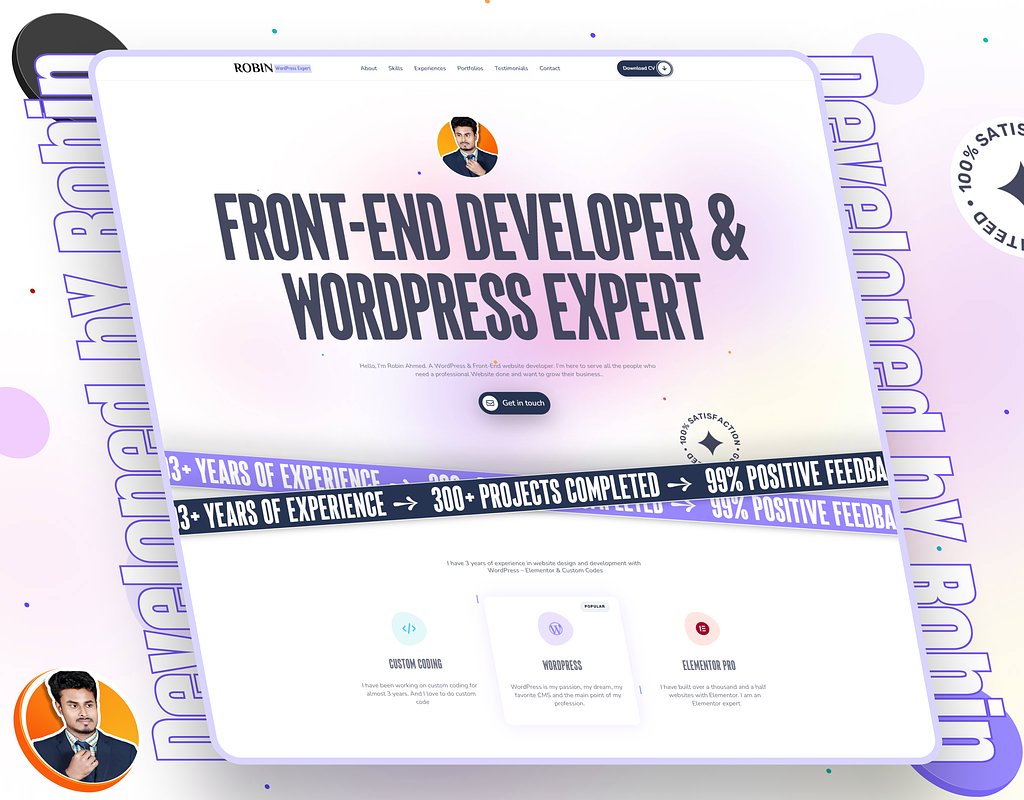 ROBIN WordPress Expert
About Skills Experiences Portfolios Testimonials Contact
Download CV
FRONT-END DEVELOPER &
WORDPRESS EXPERT
Hello, I'm Robin Ahmed. A WordPress & Front-End website developer. I'm here to serve all the people who
need a professional Website done and want to grow their business..
Get in touch
100% SATISFACTION
3+ YEARS OF EXPERIENCE
99% POSITIVE FEEDBA
3+ YEARS OF EXPERIENCE → 300+ PROJECTS COMPLETED → 99% POSITIVE FEEDBA
I have 3 years of experience in website design and development with
WordPress - Elementor & Custom Codes
CUSTOM CODING
I have been working on custom coding for
almost 3 years. And I love to do custom
code
POPULAR
WORDPRESS
WordPress is my passion, my dream, my
favorite CMS and the main point of my
profession.
ELEMENTOR PRO
I have built over a thousand and a half
websites with Elementor. I am an
Elementor expert
Developed by Robin
Developed by Robin
100% SATIS